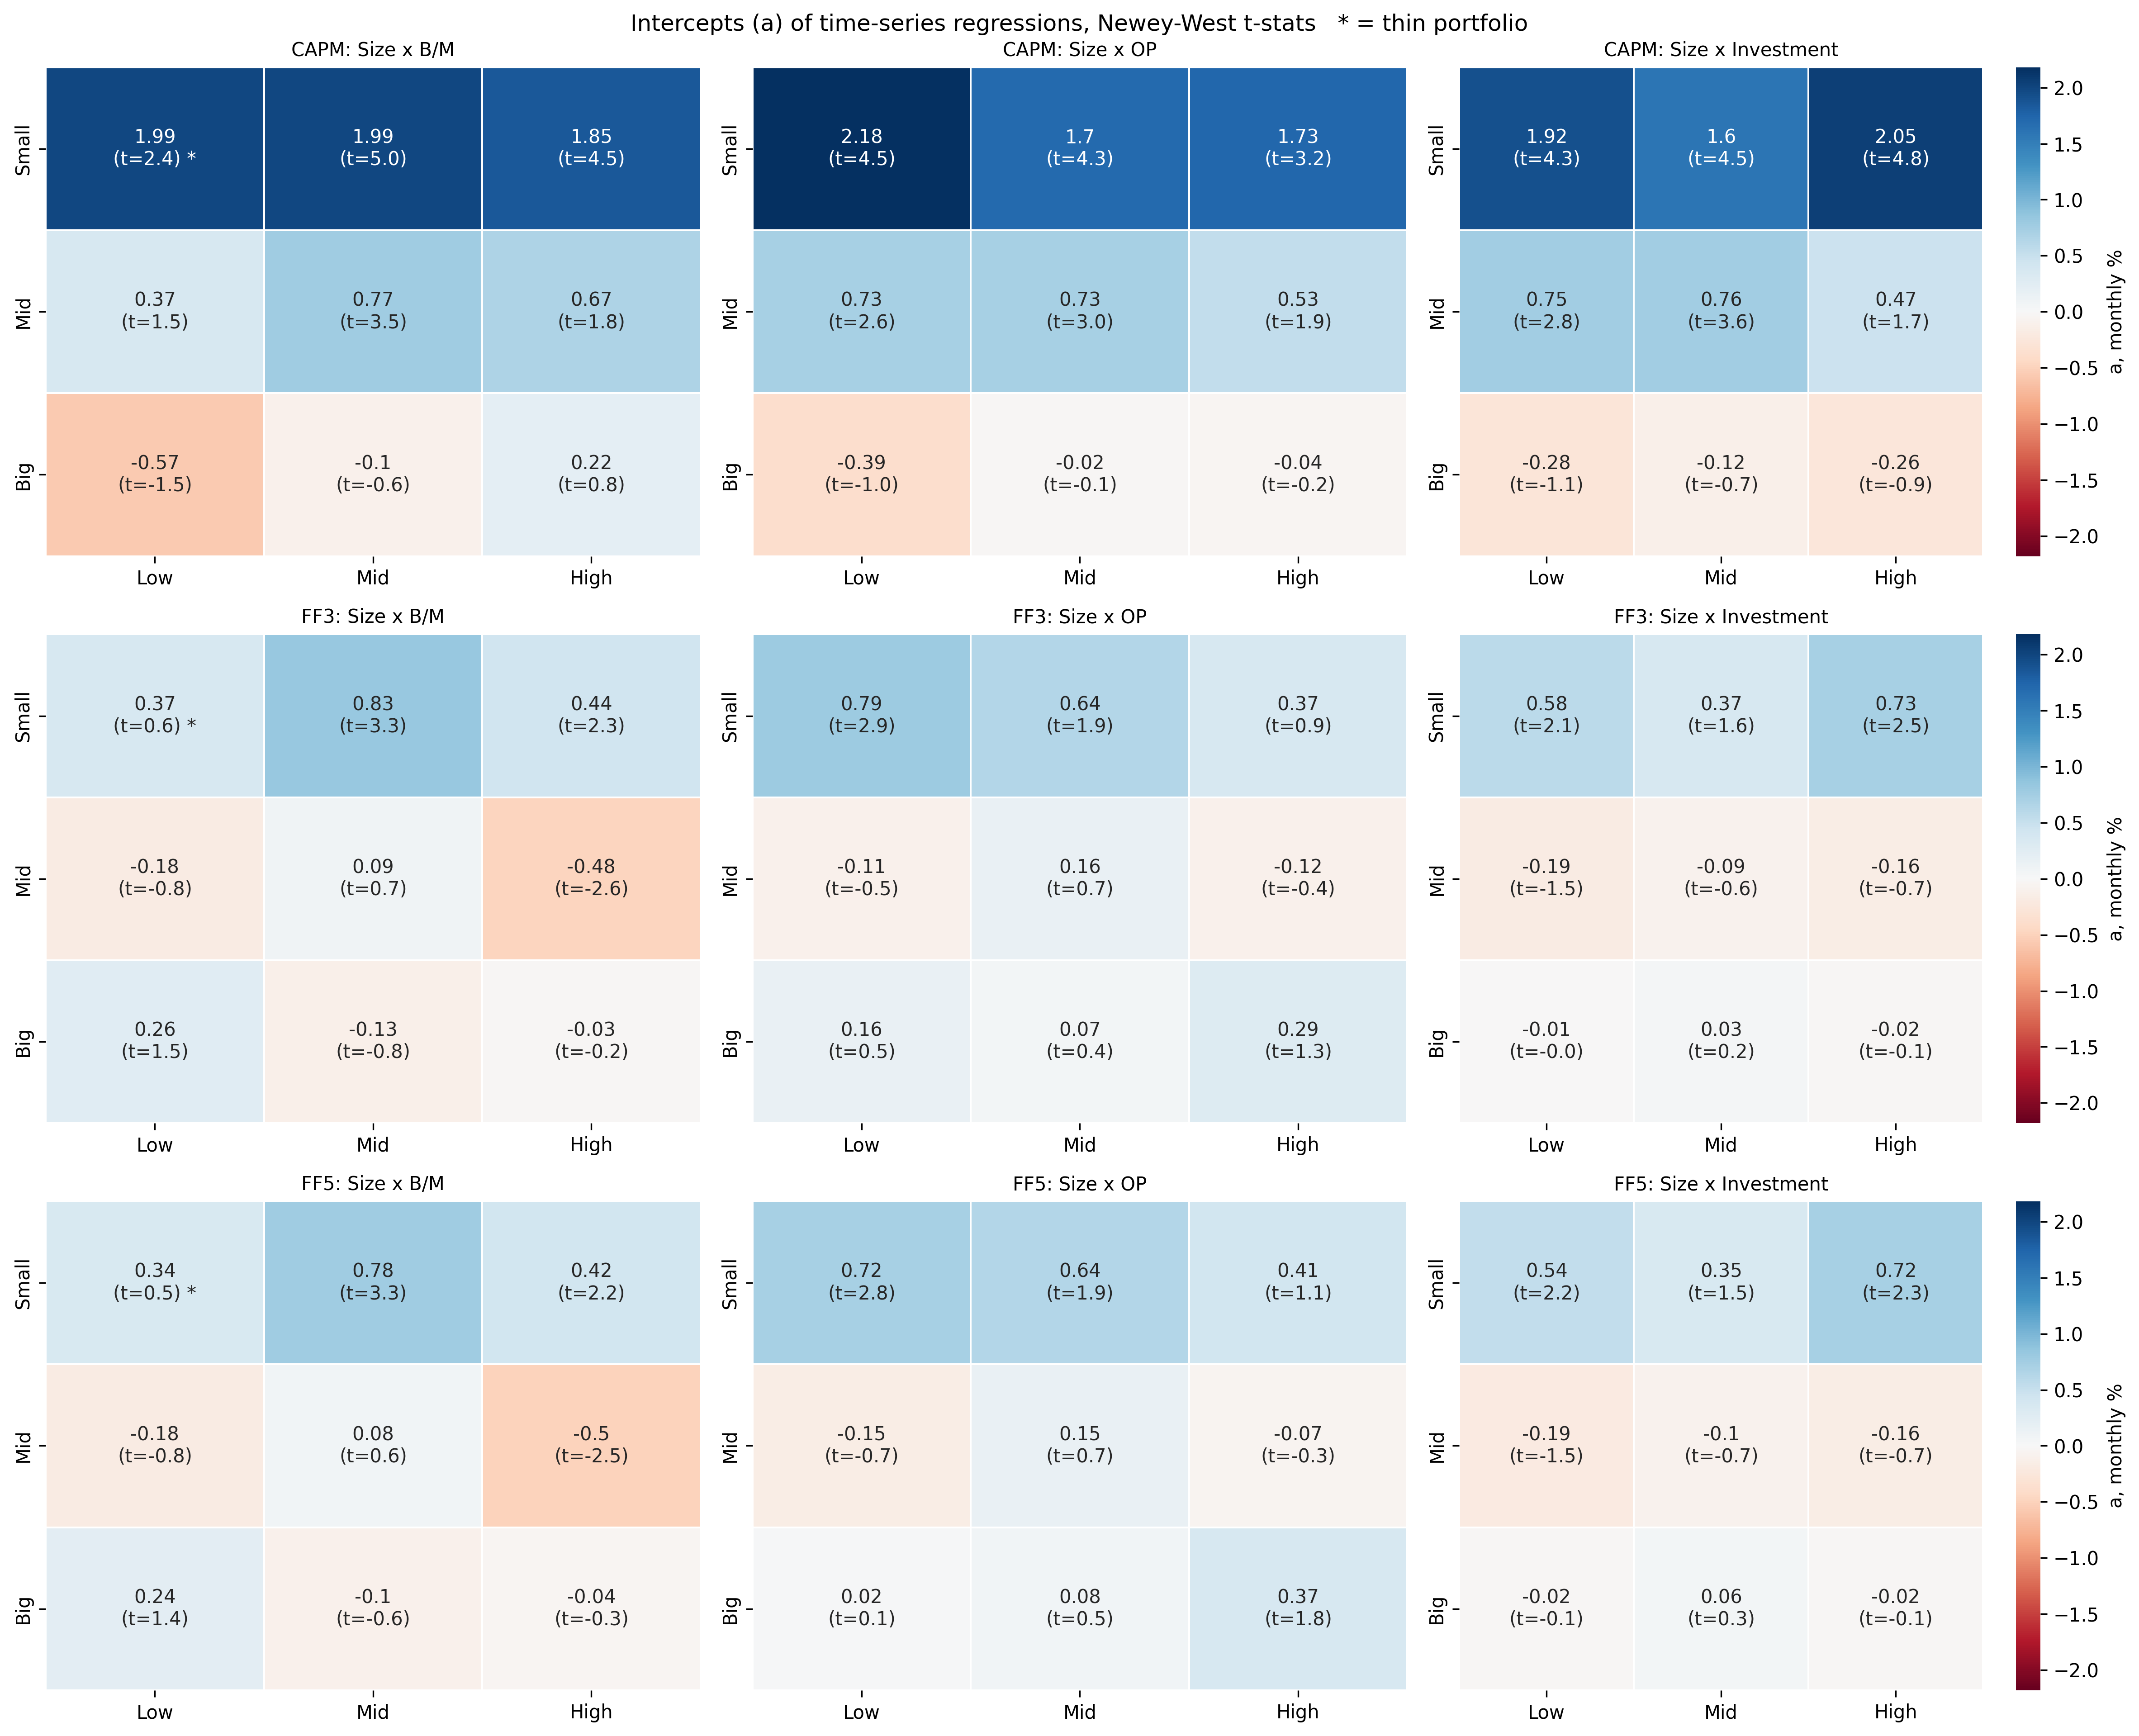 Intercepts (a) of time-series regressions, Newey-West t-stats   * = thin portfolio
CAPM: Size x B/M
Small
1.99
(t=2.4) *
1.99
(t=5.0)
1.85
(t=4.5)
Mid
0.37
(t=1.5)
0.77
(t=3.5)
0.67
(t=1.8)
Big
-0.57
(t=-1.5)
-0.1
(t=-0.6)
0.22
(t=0.8)
Low
Mid
High
CAPM: Size x OP
Small
2.18
(t=4.5)
1.7
(t=4.3)
1.73
(t=3.2)
Mid
0.73
(t=2.6)
0.73
(t=3.0)
0.53
(t=1.9)
Big
-0.39
(t=-1.0)
-0.02
(t=-0.1)
-0.04
(t=-0.2)
Low
Mid
High
CAPM: Size x Investment
Small
1.92
(t=4.3)
1.6
(t=4.5)
2.05
(t=4.8)
Mid
0.75
(t=2.8)
0.76
(t=3.6)
0.47
(t=1.7)
Big
-0.28
(t=-1.1)
-0.12
(t=-0.7)
-0.26
(t=-0.9)
Low
Mid
High
2.0
1.5
1.0
0.5
0.0
−0.5
−1.0
−1.5
−2.0
a, monthly %
FF3: Size x B/M
Small
0.37
(t=0.6) *
0.83
(t=3.3)
0.44
(t=2.3)
Mid
-0.18
(t=-0.8)
0.09
(t=0.7)
-0.48
(t=-2.6)
Big
0.26
(t=1.5)
-0.13
(t=-0.8)
-0.03
(t=-0.2)
Low
Mid
High
FF3: Size x OP
Small
0.79
(t=2.9)
0.64
(t=1.9)
0.37
(t=0.9)
Mid
-0.11
(t=-0.5)
0.16
(t=0.7)
-0.12
(t=-0.4)
Big
0.16
(t=0.5)
0.07
(t=0.4)
0.29
(t=1.3)
Low
Mid
High
FF3: Size x Investment
Small
0.58
(t=2.1)
0.37
(t=1.6)
0.73
(t=2.5)
Mid
-0.19
(t=-1.5)
-0.09
(t=-0.6)
-0.16
(t=-0.7)
Big
-0.01
(t=-0.0)
0.03
(t=0.2)
-0.02
(t=-0.1)
Low
Mid
High
2.0
1.5
1.0
0.5
0.0
−0.5
−1.0
−1.5
−2.0
a, monthly %
FF5: Size x B/M
Small
0.34
(t=0.5) *
0.78
(t=3.3)
0.42
(t=2.2)
Mid
-0.18
(t=-0.8)
0.08
(t=0.6)
-0.5
(t=-2.5)
Big
0.24
(t=1.4)
-0.1
(t=-0.6)
-0.04
(t=-0.3)
Low
Mid
High
FF5: Size x OP
Small
0.72
(t=2.8)
0.64
(t=1.9)
0.41
(t=1.1)
Mid
-0.15
(t=-0.7)
0.15
(t=0.7)
-0.07
(t=-0.3)
Big
0.02
(t=0.1)
0.08
(t=0.5)
0.37
(t=1.8)
Low
Mid
High
FF5: Size x Investment
Small
0.54
(t=2.2)
0.35
(t=1.5)
0.72
(t=2.3)
Mid
-0.19
(t=-1.5)
-0.1
(t=-0.7)
-0.16
(t=-0.7)
Big
-0.02
(t=-0.1)
0.06
(t=0.3)
-0.02
(t=-0.1)
Low
Mid
High
2.0
1.5
1.0
0.5
0.0
−0.5
−1.0
−1.5
−2.0
a, monthly %